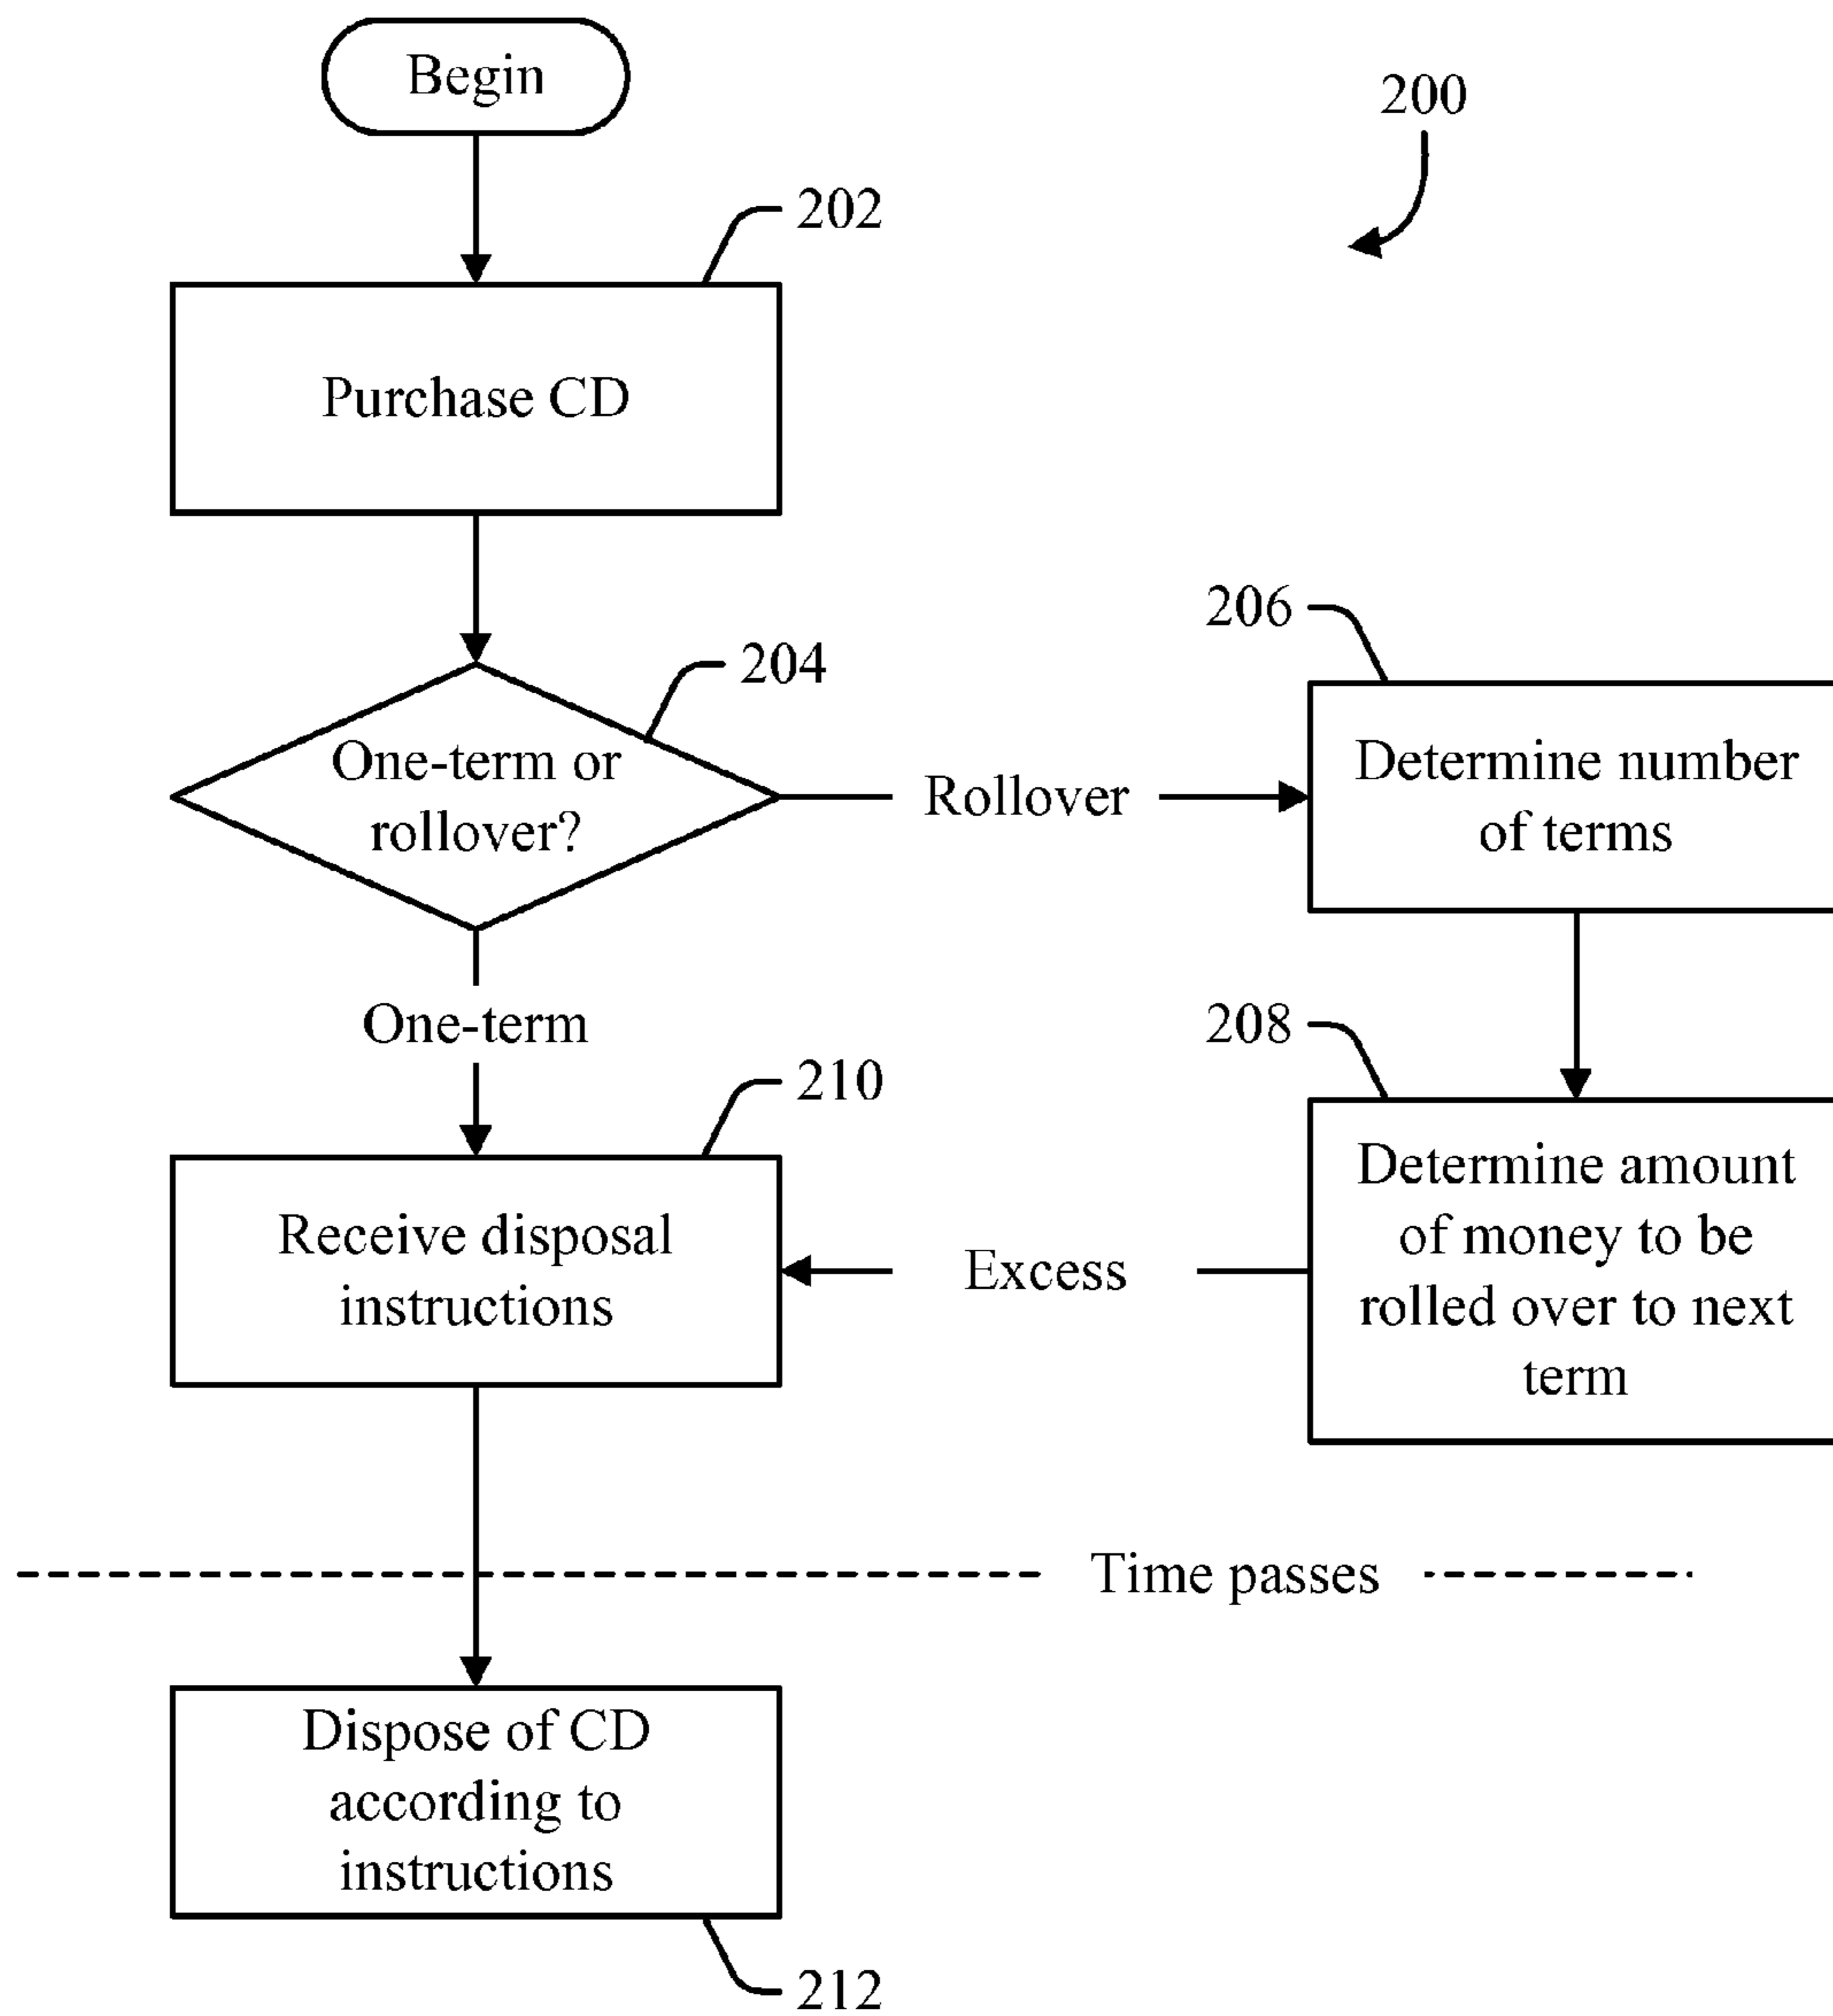 Begin
200
202
Purchase CD
204
One-term or
rollover?
Rollover
206
Determine number
of terms
One-term
208
Determine amount
of money to be
rolled over to next
term
Excess
210
Receive disposal
instructions
Time passes
Dispose of CD
according to
instructions
212